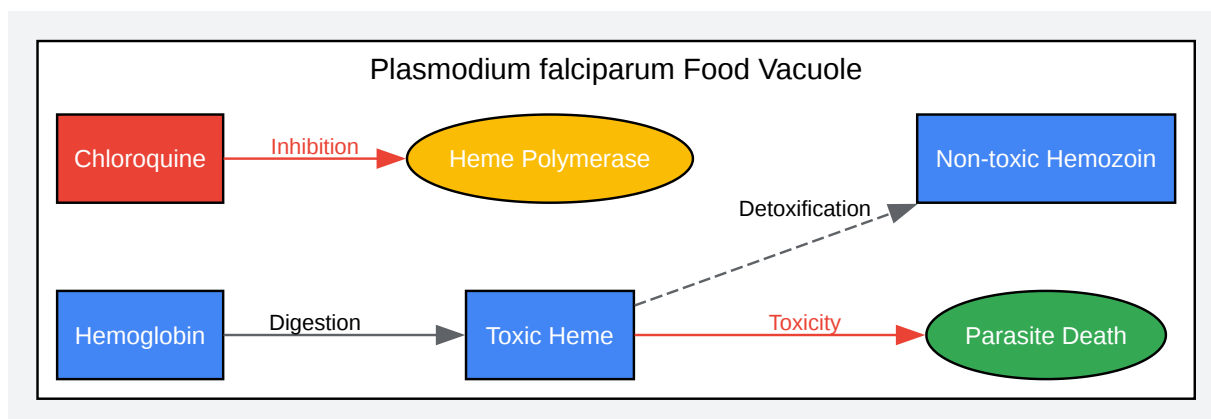 Plasmodium falciparum Food Vacuole
Chloroquine
Inhibition
Heme Polymerase
Non-toxic Hemozoin
Detoxification
Hemoglobin
Digestion
Toxic Heme
Toxicity
Parasite Death